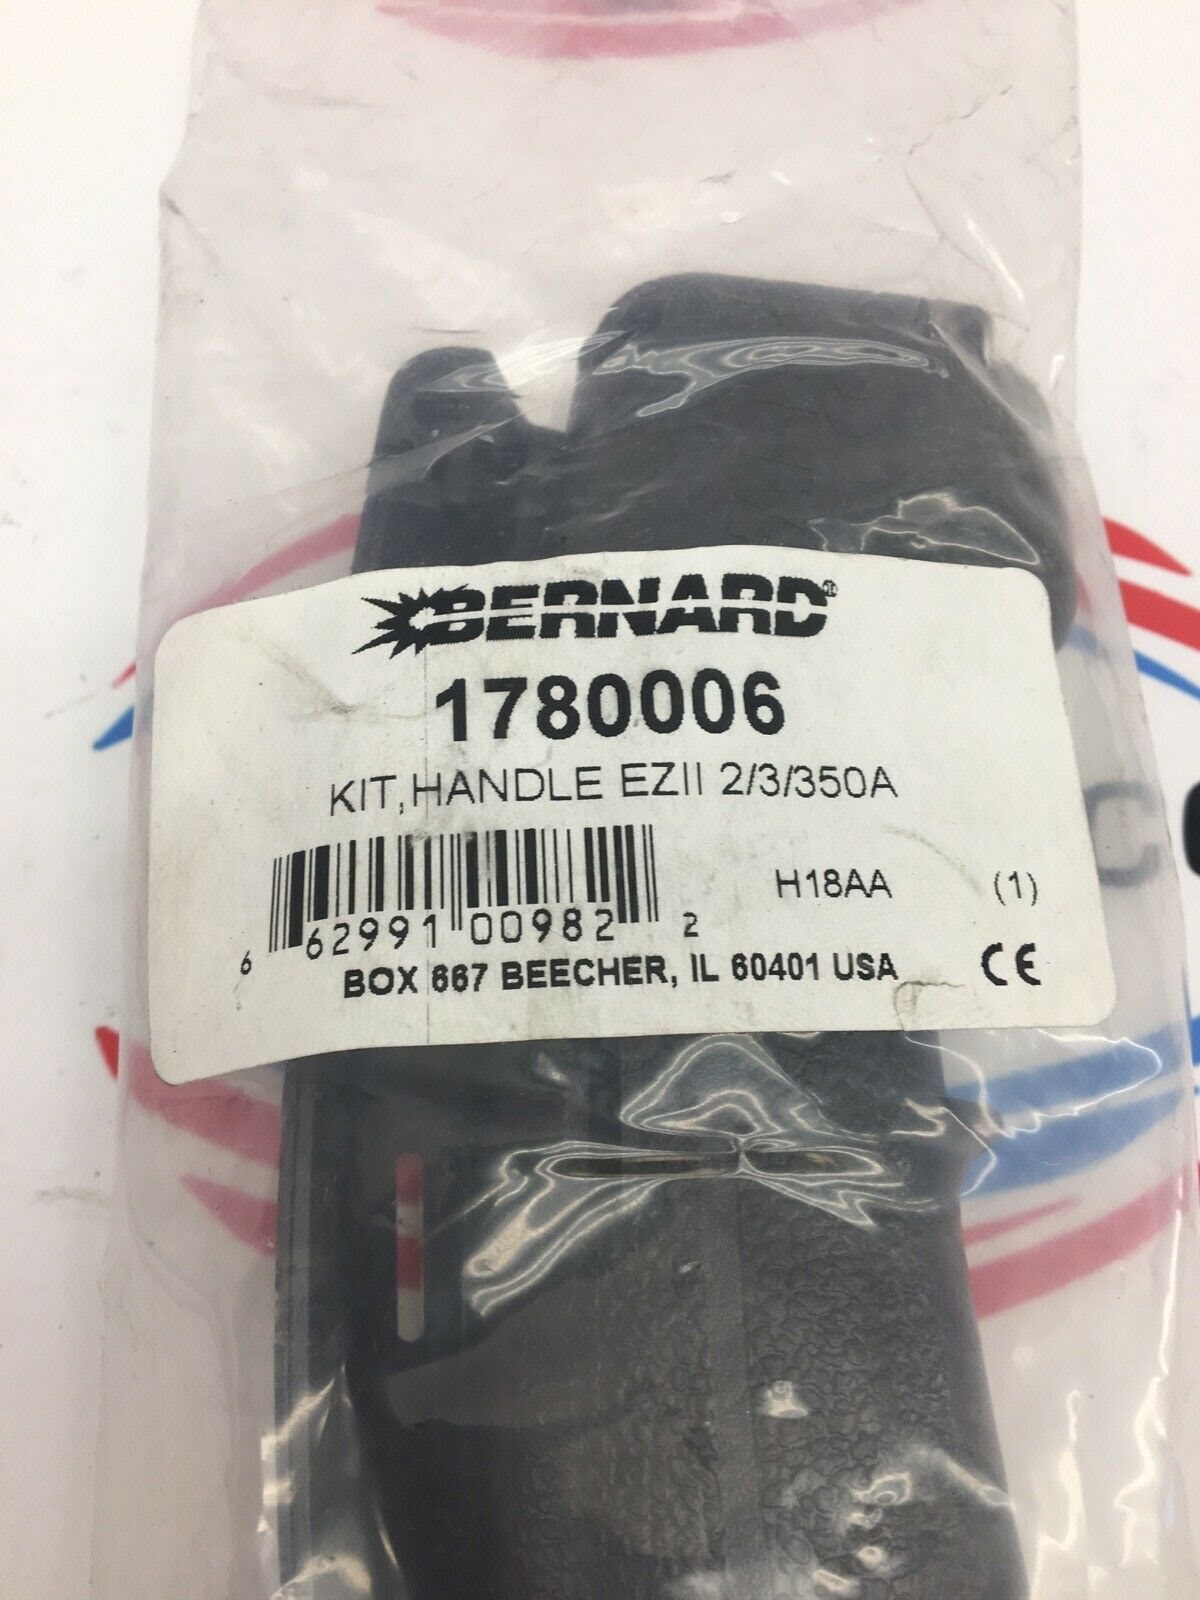 BERNARD®
1780006
KIT,HANDLE EZII 2/3/350A
H18AA (1)
6 62991 00982 2
BOX 667 BEECHER, IL 60401 USA CE
C